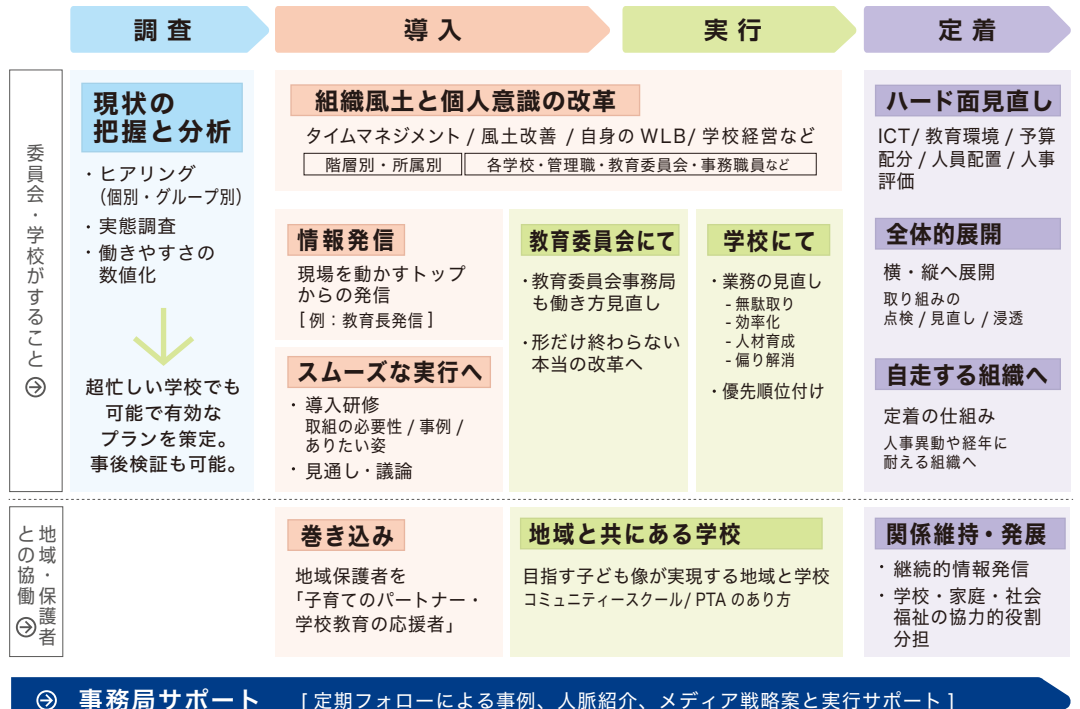 調査
導入
実行
定着
委員会・学校がすること
現状の
把握と分析
・ヒアリング
（個別・グループ別）
・実態調査
・働きやすさの
数値化
超忙しい学校でも
可能で有効な
プランを策定。
事後検証も可能。
組織風土と個人意識の改革
タイムマネジメント / 風土改善 / 自身の WLB/ 学校経営など
階層別・所属別
各学校・管理職・教育委員会・事務職員など
情報発信
現場を動かすトップ
からの発信
[ 例：教育長発信 ]
スムーズな実行へ
・ 導入研修
取組の必要性 / 事例 /
ありたい姿
・ 見通し・議論
教育委員会にて
・教育委員会事務局
も働き方見直し
・形だけ終わらない
本当の改革へ
学校にて
・業務の見直し
- 無駄取り
- 効率化
- 人材育成
- 偏り解消
・優先順位付け
ハード面見直し
ICT/ 教育環境 / 予算
配分 / 人員配置 / 人事
評価
全体的展開
横・縦へ展開
取り組みの
点検 / 見直し / 浸透
自走する組織へ
定着の仕組み
人事異動や経年に
耐える組織へ
地域・保護者
との協働
巻き込み
地域保護者を
「子育てのパートナー・
学校教育の応援者」
地域と共にある学校
目指す子ども像が実現する地域と学校
コミュニティースクール/ PTA のあり方
関係維持・発展
・ 継続的情報発信
・ 学校・家庭・社会
福祉の協力的役割
分担
事務局サポート [ 定期フォローによる事例、人脈紹介、メディア戦略案と実行サポート ]